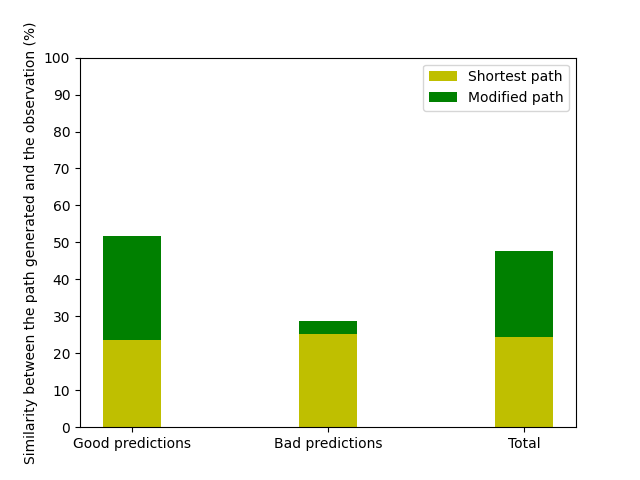 Similarity between the path generated and the observation (%)
100
90
80
70
60
50
40
30
20
10
0
Shortest path
Modified path
Good predictions
Bad predictions
Total